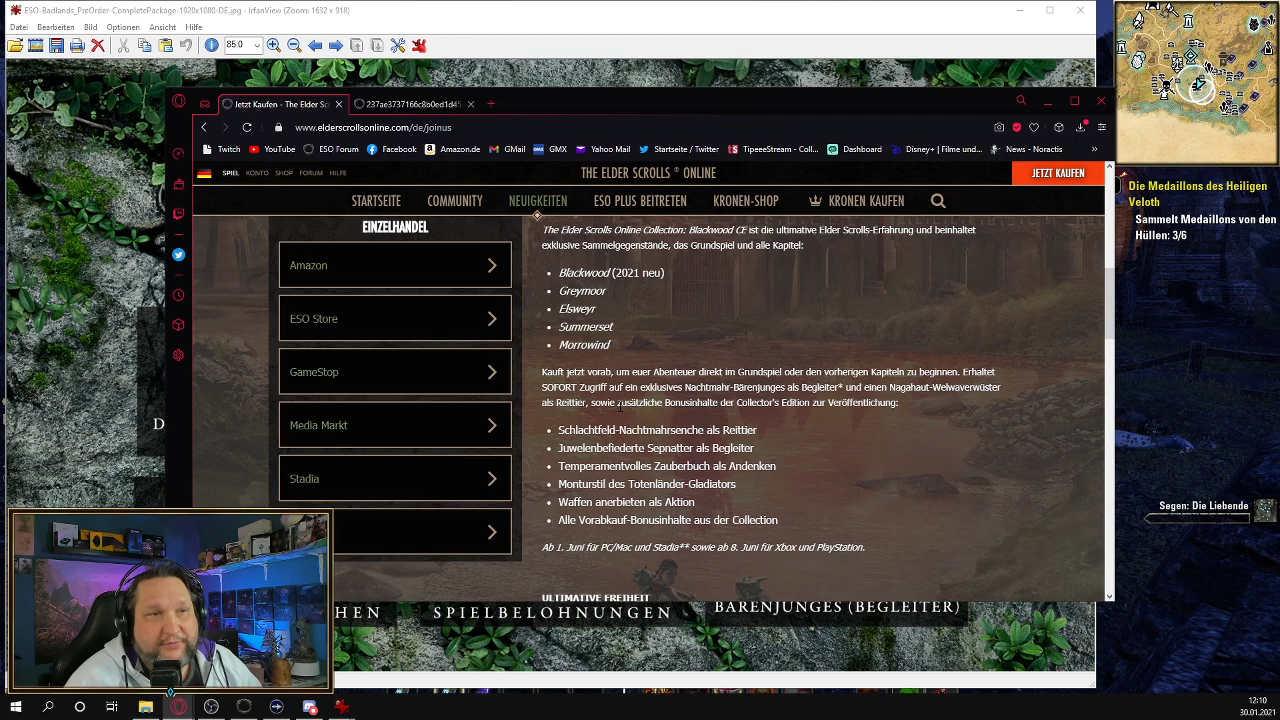 ESO-Badlands_PreOrder-CompletePackage-1920x1080-DE.jpg - IrfanView (Zoom: 1632 x 918)
Datei Bearbeiten Bild Optionen Ansicht Hilfe
85.0
Jetzt Kaufen - The Elder Scr
237ae3737166c8b0ed1d45
www.elderscrollsonline.com/de/joinus
Twitch YouTube ESO Forum Facebook Amazon.de GMail GMX Yahoo Mail Startseite / Twitter TipeeeStream - Coll... Dashboard Disney+ | Filme und... News - Noractis
SPIEL KONTO SHOP FORUM HILFE
THE ELDER SCROLLS ® ONLINE
JETZT KAUFEN
STARTSEITE COMMUNITY NEUIGKEITEN ESO PLUS BEITRETEN KRONEN-SHOP KRONEN KAUFEN
EINZELHANDEL
Amazon
ESO Store
GameStop
Media Markt
Stadia
The Elder Scrolls Online Collection: Blackwood CE ist die ultimative Elder Scrolls-Erfahrung und beinhaltet
exklusive Sammelgegenstände, das Grundspiel und alle Kapitel:
• Blackwood (2021 neu)
• Greymoor
• Elsweyr
• Summerset
• Morrowind
Kauft jetzt vorab, um euer Abenteuer direkt im Grundspiel oder den vorherigen Kapiteln zu beginnen. Erhaltet
SOFORT Zugriff auf ein exklusives Nachtmahr-Bärenjunges als Begleiter* und einen Nagahaut-Welwaverwüster
als Reittier, sowie zusätzliche Bonusinhalte der Collector's Edition zur Veröffentlichung:
• Schlachtfeld-Nachtmahrsenche als Reittier
• Juwelenbefiederte Sepnatter als Begleiter
• Temperamentvolles Zauberbuch als Andenken
• Monturstil des Totenländer-Gladiators
• Waffen anerbieten als Aktion
• Alle Vorabkauf-Bonusinhalte aus der Collection
Ab 1. Juni für PC/Mac und Stadia** sowie ab 8. Juni für Xbox und PlayStation.
ULTIMATIVE FREIHEIT
D
HEN
SPIELBELOHNUNGEN
BÄRENJUNGES (BEGLEITER)
Die Medaillons des Heiligen
Veloth
Sammelt Medaillons von den
Hüllen: 3/6
Segen: Die Liebende
12:10
30.01.2021